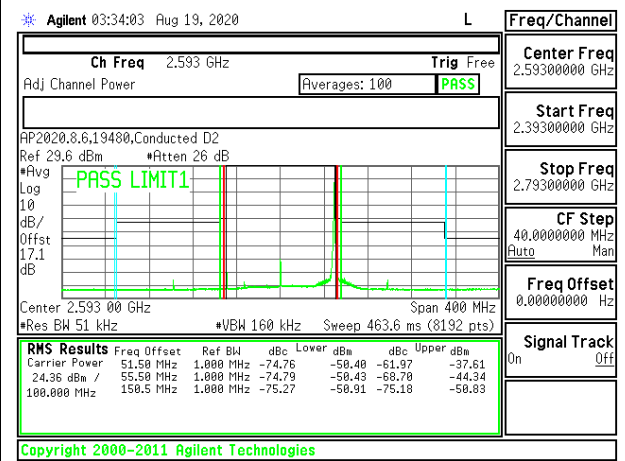 Agilent 03:34:03 Aug 19, 2020 L
Freq/Channel
Ch Freq 2.593 GHz Trig Free
Adj Channel Power Averages: 100 PASS
Center Freq
2.59300000 GHz
Start Freq
2.39300000 GHz
Stop Freq
2.79300000 GHz
CF Step
40.0000000 MHz
Auto Man
Freq Offset
0.00000000 Hz
Signal Track
On Off
AP2020.8.6,19480,Conducted D2
Ref 29.6 dBm #Atten 26 dB
#Avg
Log
10
dB/
Offst
17.1
dB
PASS LIMIT1
Center 2.593 00 GHz Span 400 MHz
#Res BW 51 kHz #VBW 160 kHz Sweep 463.6 ms (8192 pts)
RMS Results Freq Offset Ref BW dBc Lower dBm dBc Upper dBm
Carrier Power 51.50 MHz 1.000 MHz -74.76 -50.40 -61.97 -37.61
24.36 dBm / 55.50 MHz 1.000 MHz -74.79 -50.43 -68.70 -44.34
100.000 MHz 150.5 MHz 1.000 MHz -75.27 -50.91 -75.18 -50.83
Copyright 2000-2011 Agilent Technologies